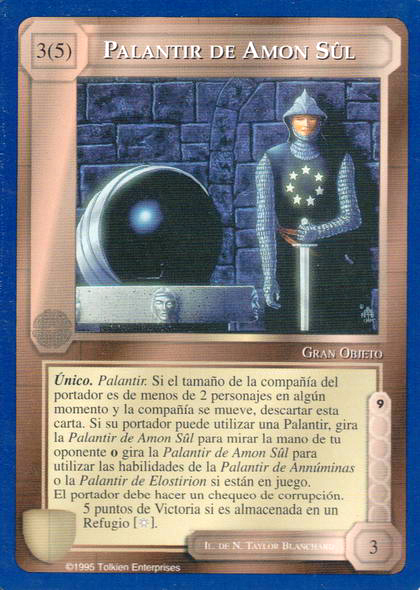 3(5)
PALANTIR DE AMON SÛL
GRAN OBJETO
Único. Palantir. Si el tamaño de la compañía del
portador es de menos de 2 personajes en algún
momento y la compañía se mueve, descartar esta
carta. Si su portador puede utilizar una Palantir, gira
la Palantir de Amon Sûl para mirar la mano de tu
oponente o gira la Palantir de Amon Sûl para
utilizar las habilidades de la Palantir de Annúminas
o la Palantir de Elostirion si están en juego.
El portador debe hacer un chequeo de corrupción.
5 puntos de Victoria si es almacenada en un
Refugio [
].
9
IL. DE N. TAYLOR BLANCHARD
3
©1995 Tolkien Enterprises